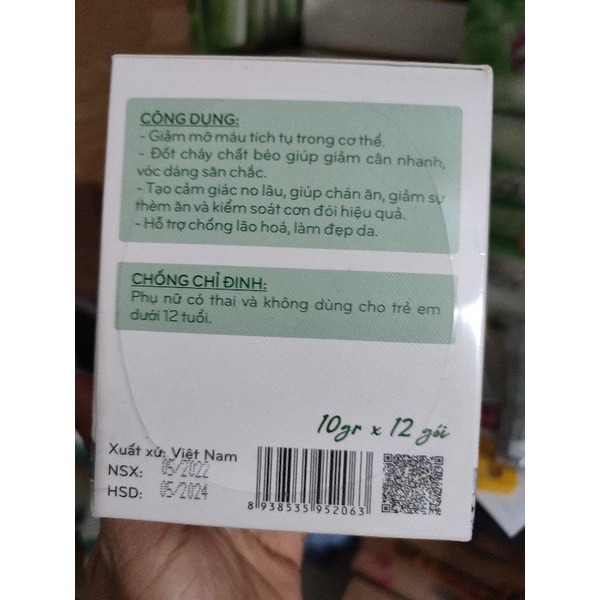 CÔNG DỤNG:
- Giảm mỡ máu tích tụ trong cơ thể.
- Đốt cháy chất béo giúp giảm cân nhanh,
vóc dáng săn chắc.
- Tạo cảm giác no lâu, giúp chán ăn, giảm sự
thèm ăn và kiểm soát cơn đói hiệu quả.
- Hỗ trợ chống lão hoá, làm đẹp da.
CHỐNG CHỈ ĐỊNH:
Phụ nữ có thai và không dùng cho trẻ em
dưới 12 tuổi.
10gr x 12 gói
Xuất xứ: Việt Nam
NSX: 05/2022
HSD: 05/2024
8 938535 952063